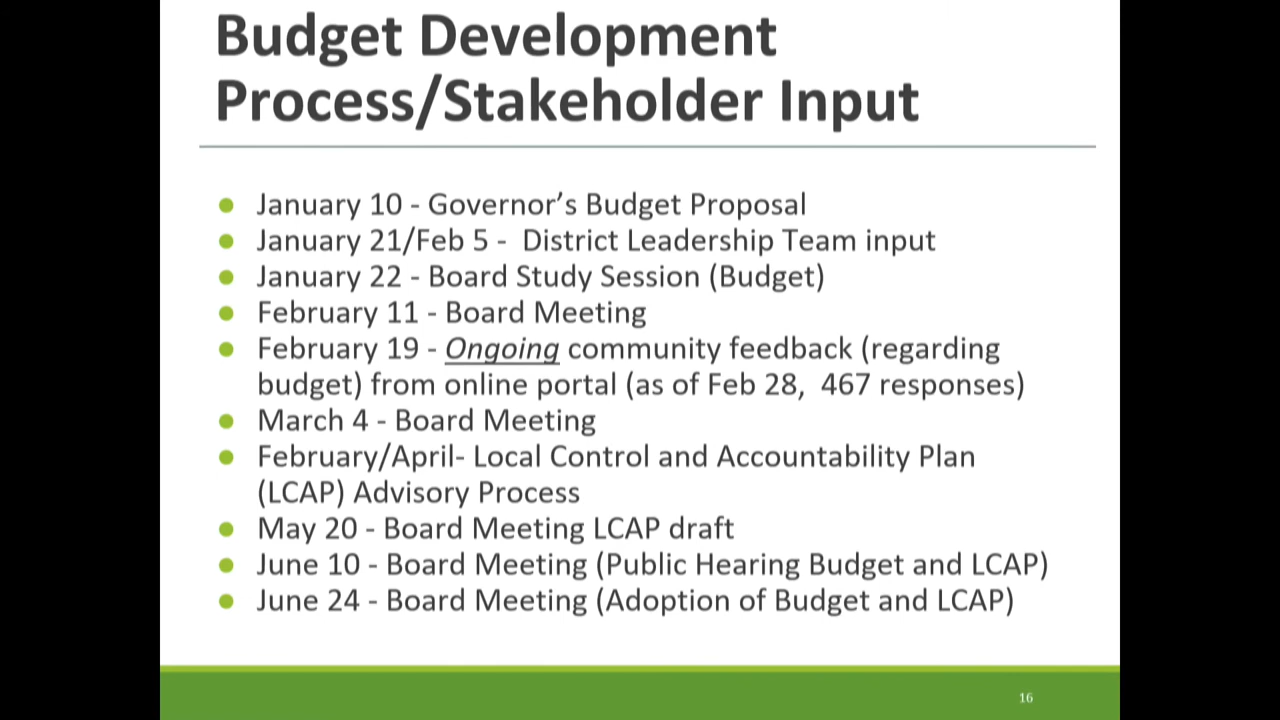 Budget Development
Process/Stakeholder Input
January 10 - Governor's Budget Proposal
January 21/Feb 5 -  District Leadership Team input
January 22 - Board Study Session (Budget)
February 11 - Board Meeting
February 19 - Ongoing community feedback (regarding
budget) from online portal (as of Feb 28,  467 responses)
March 4 - Board Meeting
February/April- Local Control and Accountability Plan
(LCAP) Advisory Process
May 20 - Board Meeting LCAP draft
June 10 - Board Meeting (Public Hearing Budget and LCAP)
June 24 - Board Meeting (Adoption of Budget and LCAP)
16